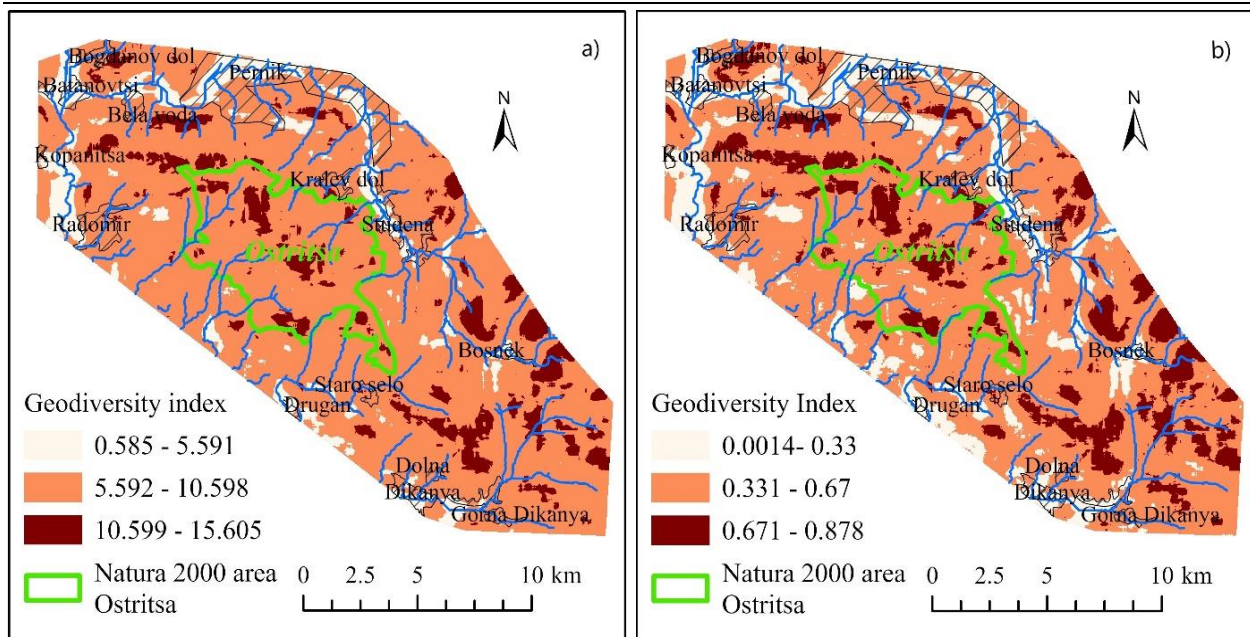 a)
Bogdanov dol
Pernik
Batanovtsi
Bela voda
N
Kopanitsa
Kralev dol
Radomir
Studena
Ostritsa
Bosnek
Staro selo
Drugan
Geodiversity index
0.585 - 5.591
5.592 - 10.598
10.599 - 15.605
Dolna
Dikanya
Gorna Dikanya
Natura 2000 area
Ostritsa
0 2.5 5 10 km
b)
Bogdanov dol
Pernik
Batanovtsi
Bela voda
N
Kopanitsa
Kralev dol
Radomir
Studena
Ostritsa
Bosnek
Staro selo
Drugan
Geodiversity Index
0.0014- 0.33
0.331 - 0.67
0.671 - 0.878
Dolna
Dikanya
Gorna Dikanya
Natura 2000 area
Ostritsa
0 2.5 5 10 km